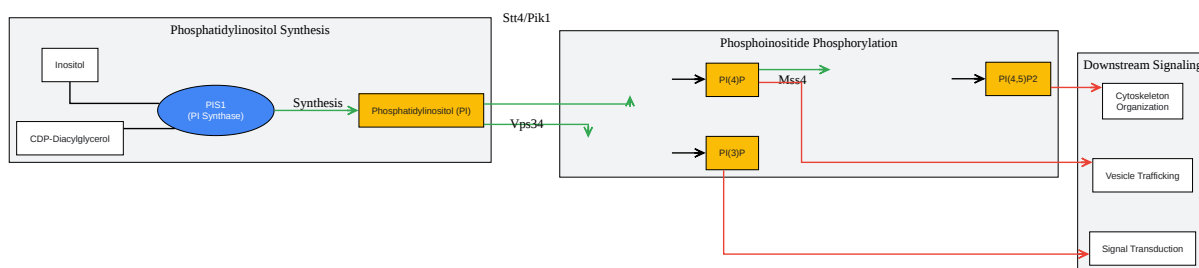 Stt4/Pik1
Phosphatidylinositol Synthesis
Phosphoinositide Phosphorylation
Downstream Signaling
Inositol
PIS1
(PI Synthase)
CDP-Diacylglycerol
Synthesis
Phosphatidylinositol (PI)
Vps34
PI(4)P
Mss4
PI(4,5)P2
PI(3)P
Cytoskeleton
Organization
Vesicle Trafficking
Signal Transduction